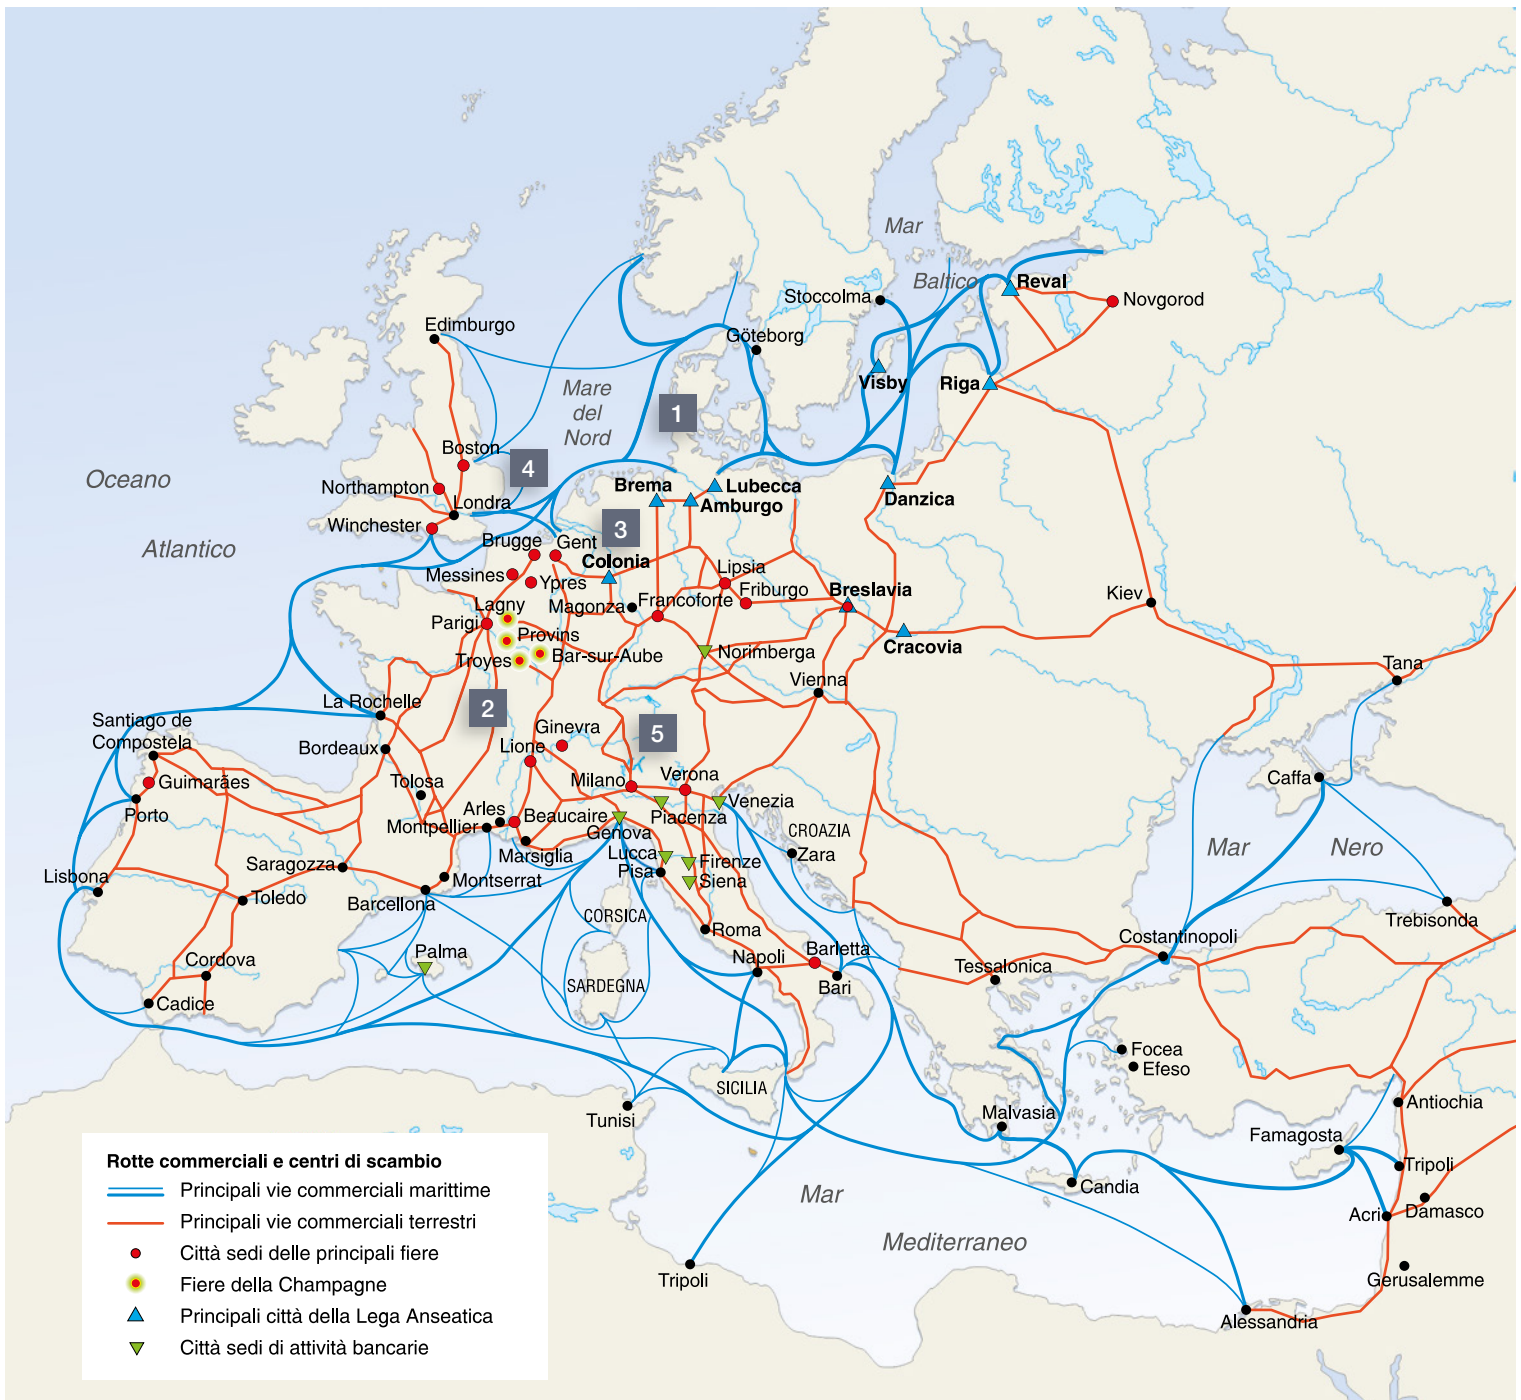 Mar
Baltico
Reval
Novgorod
Stoccolma
Göteborg
Edimburgo
Visby
Riga
Mare
del
Nord
1
Boston
4
Oceano
Atlantico
Northampton
Londra
Winchester
Brema
Lubecca
Amburgo
Danzica
3
Brugge
Gent
Colonia
Messines
Ypres
Lipsia
Friburgo
Breslavia
Kiev
Magonza
Francoforte
Lagny
Parigi
Provins
Troyes
Bar-sur-Aube
Norimberga
Cracovia
Vienna
Tana
2
La Rochelle
Santiago de
Compostela
Bordeaux
Ginevra
Lione
5
Guimarães
Porto
Tolosa
Milano
Verona
Venezia
Piacenza
Caffa
Arles
Beaucaire
Montpellier
Marsiglia
Genova
CROAZIA
Zara
Mar
Nero
Lucca
Pisa
Firenze
Siena
Saragozza
Lisbona
Toledo
Montserrat
Barcellona
CORSICA
Roma
Trebisonda
Costantinopoli
Palma
Cordova
Cadice
SARDEGNA
Napoli
Barletta
Bari
Tessalonica
Focea
Efeso
SICILIA
Tunisi
Malvasia
Antiochia
Famagosta
Tripoli
Candia
Acri
Damasco
Mar
Mediterraneo
Tripoli
Gerusalemme
Alessandria
Rotte commerciali e centri di scambio
Principali vie commerciali marittime
Principali vie commerciali terrestri
Città sedi delle principali fiere
Fiere della Champagne
Principali città della Lega Anseatica
Città sedi di attività bancarie